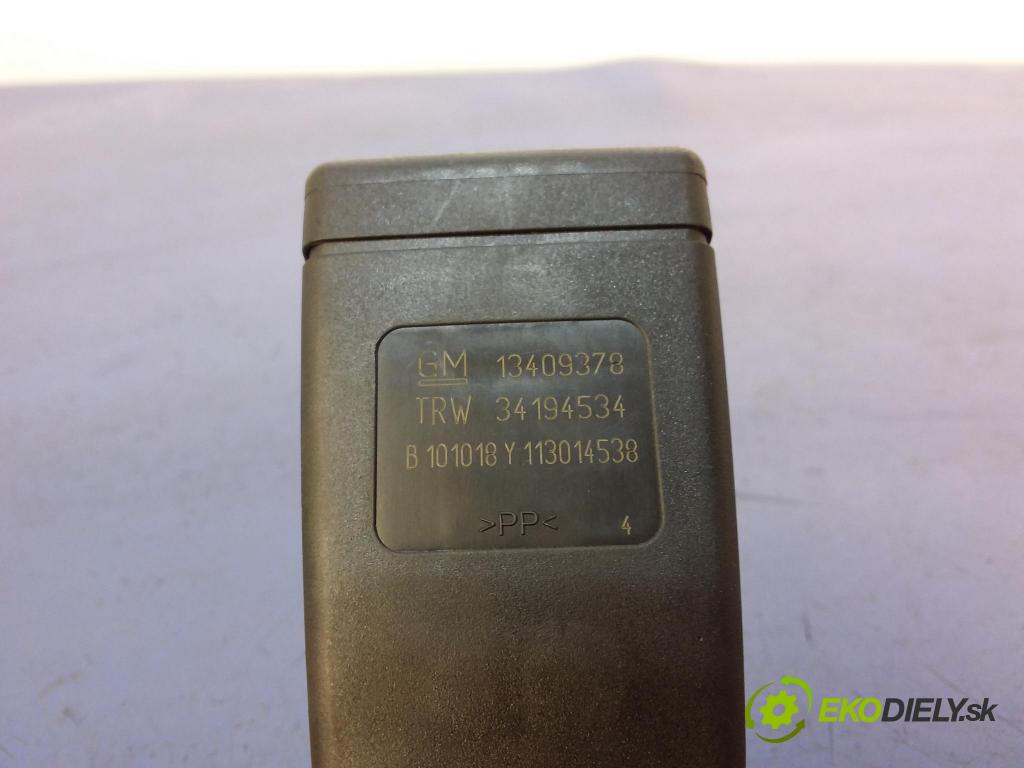 GM 13409378
TRW 34194534
B 101018 Y 113014538
>PP< 4
EKODIELY.sk